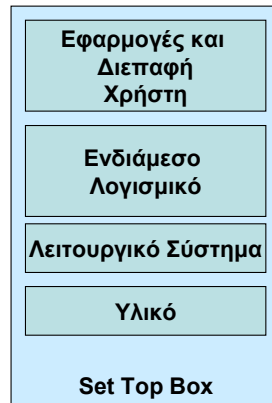 Εφαρμογές και
Διεπαφή
Χρήστη
Ενδιάμεσο
Λογισμικό
Λειτουργικό Σύστημα
Υλικό
Set Top Box